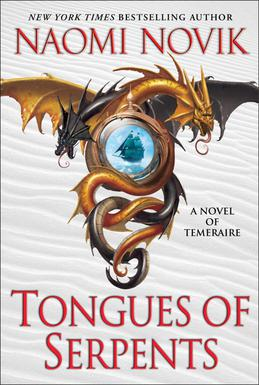 NEW YORK TIMES BESTSELLING AUTHOR
NAOMI NOVIK
A NOVEL
OF
TEMERAIRE
TONGUES OF
SERPENTS